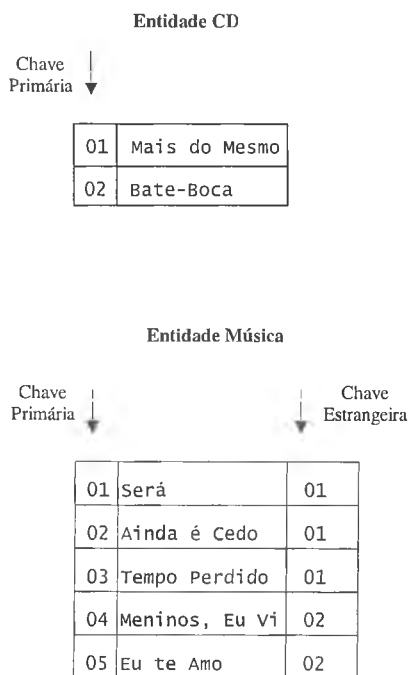 Entidade CD
Chave
Primária
01 Mais do Mesmo
02 Bate-Boca
Entidade Música
Chave
Primária
Chave
Estrangeira
01 Será 01
02 Ainda é Cedo 01
03 Tempo Perdido 01
04 Meninos, Eu Vi 02
05 Eu te Amo 02